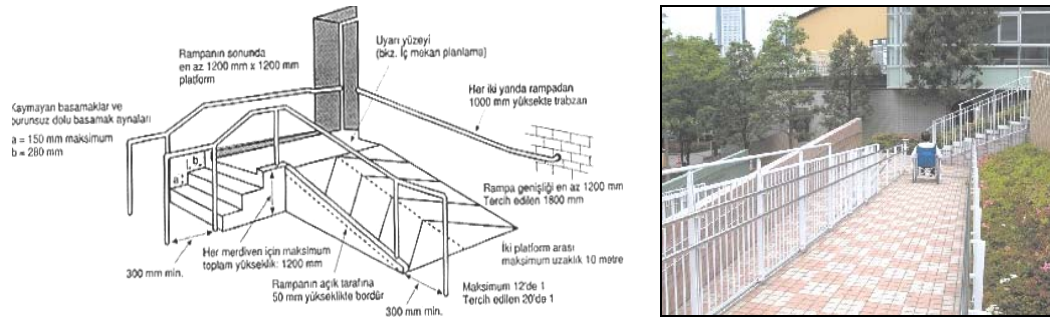 Rampanın sonunda
en az 1200 mm x 1200 mm
platform
Uyarı yüzeyi
(bkz. İç mekan planlama)
Her iki yanda rampadan
1000 mm yüksekte trabzan
Kaymayan basamaklar ve
burunsuz dolu basamak aynaları
a = 150 mm maksimum
b = 280 mm
b
a
Rampa genişliği en az 1200 mm
Tercih edilen 1800 mm
Her merdiven için maksimum
toplam yükseklik: 1200 mm
300 mm min.
İki platform arası
maksimum uzaklık 10 metre
Rampanın açık tarafına
50 mm yükseklikte bordür
300 mm min.
Maksimum 12'de 1
Tercih edilen 20'de 1